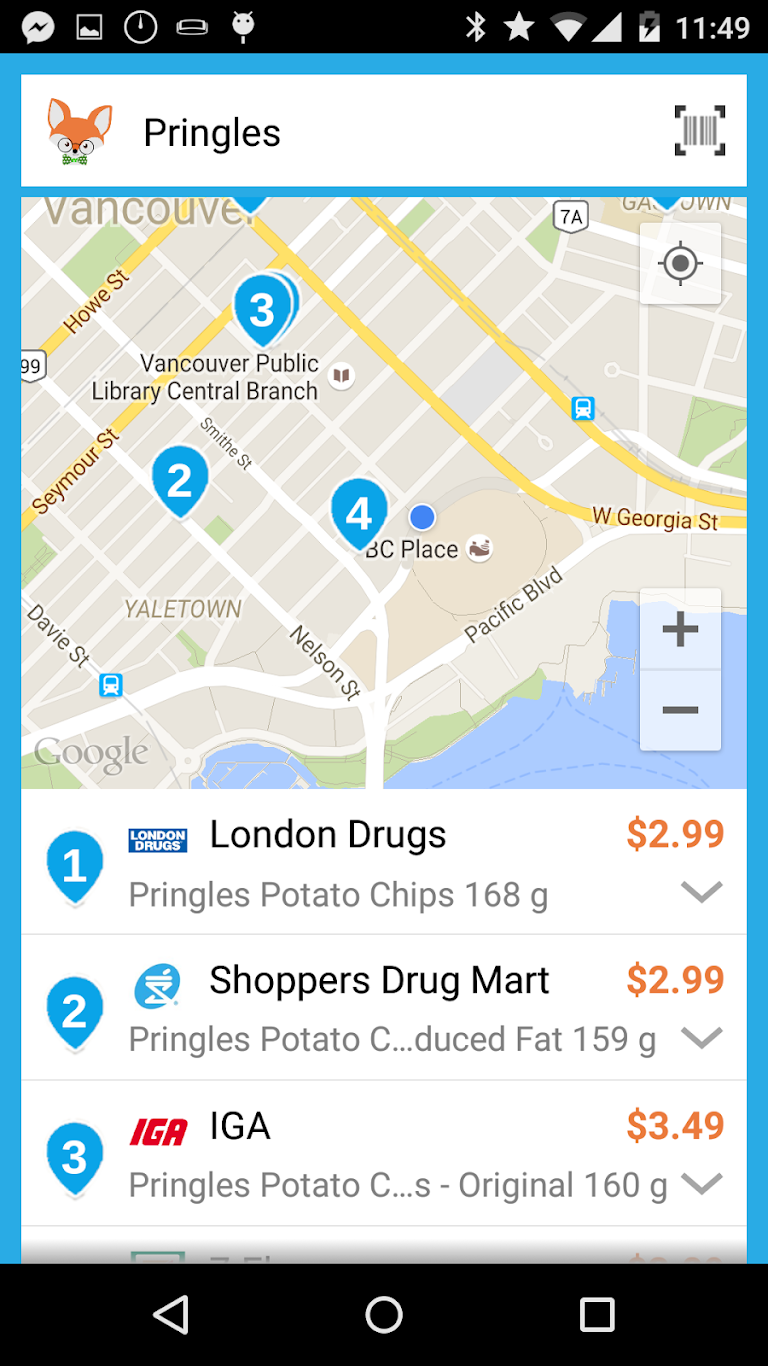 11:49
Pringles
Vancouver
GASTOWN
7A
Howe St
3
99
Vancouver Public
Library Central Branch
Smithe St
Seymour St
2
4
W Georgia St
BC Place
Pacific Blvd
YALETOWN
Davie St
Nelson St
+
−
Google
1
LONDON DRUGS
London Drugs
$2.99
Pringles Potato Chips 168 g
2
Shoppers Drug Mart
$2.99
Pringles Potato C...duced Fat 159 g
3
IGA
IGA
$3.49
Pringles Potato C...s - Original 160 g